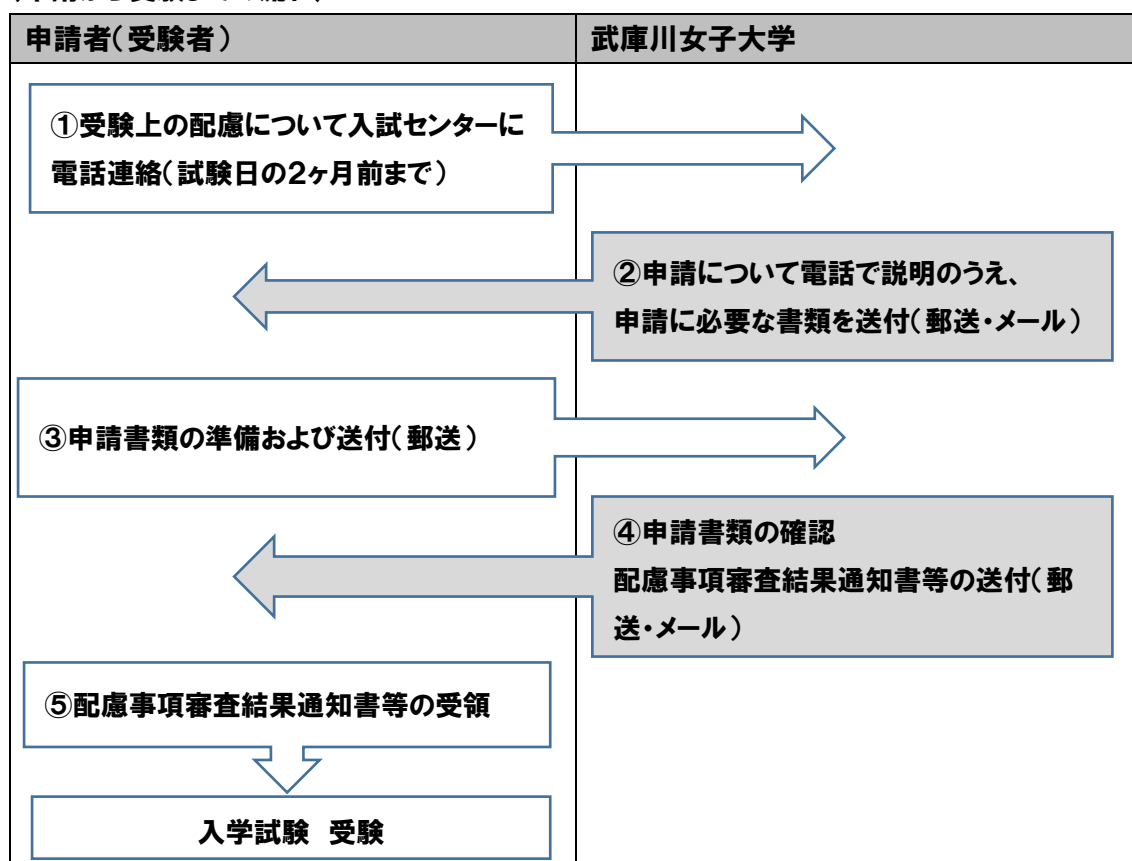 申請者(受験者)
武庫川女子大学
①受験上の配慮について入試センターに
電話連絡(試験日の2ヶ月前まで)
②申請について電話で説明のうえ、
申請に必要な書類を送付(郵送・メール)
③申請書類の準備および送付(郵送)
④申請書類の確認
配慮事項審査結果通知書等の送付(郵
送・メール)
⑤配慮事項審査結果通知書等の受領
入学試験 受験